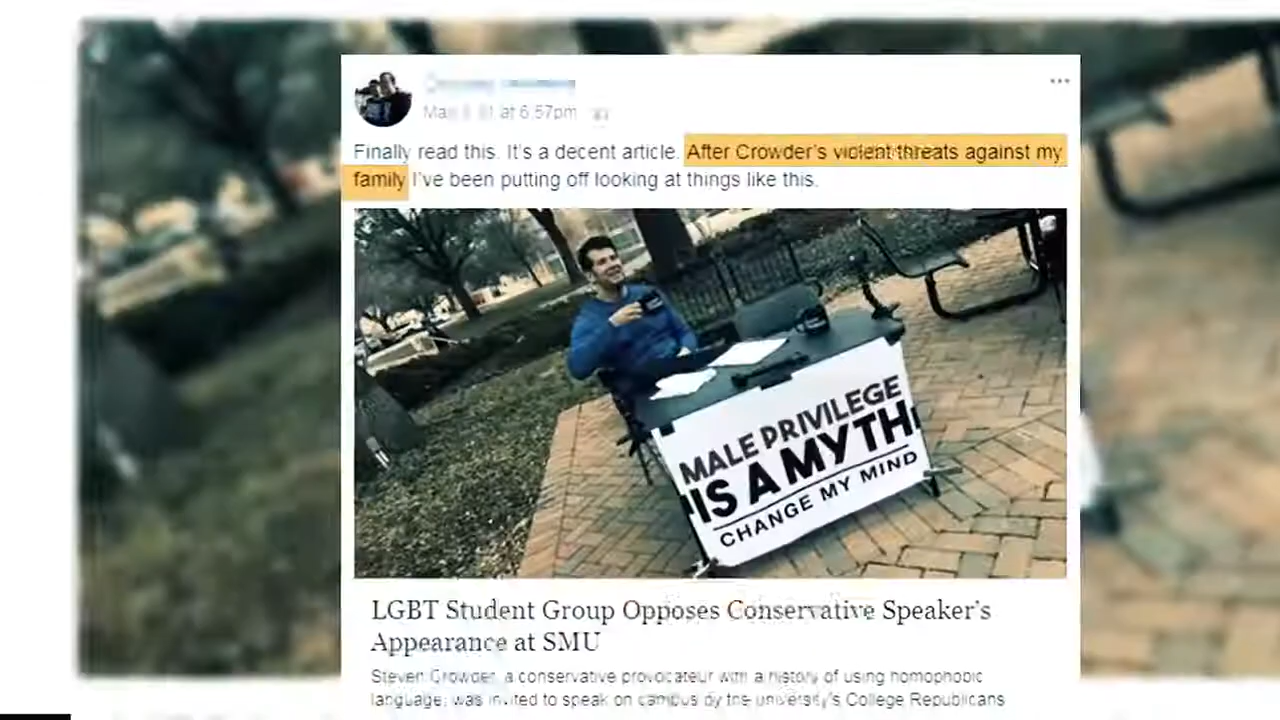 at 6:57pm
Finally read this. It's a decent article. After Crowder's violent threats against my
family I've been putting off looking at things like this.
MALE PRIVILEGE
IS A MYTH
CHANGE MY MIND
LGBT Student Group Opposes Conservative Speaker's
Appearance at SMU
Steven Crowder, a conservative provocateur with a history of using homophobic
language, was invited to speak on campus by the university's College Republicans